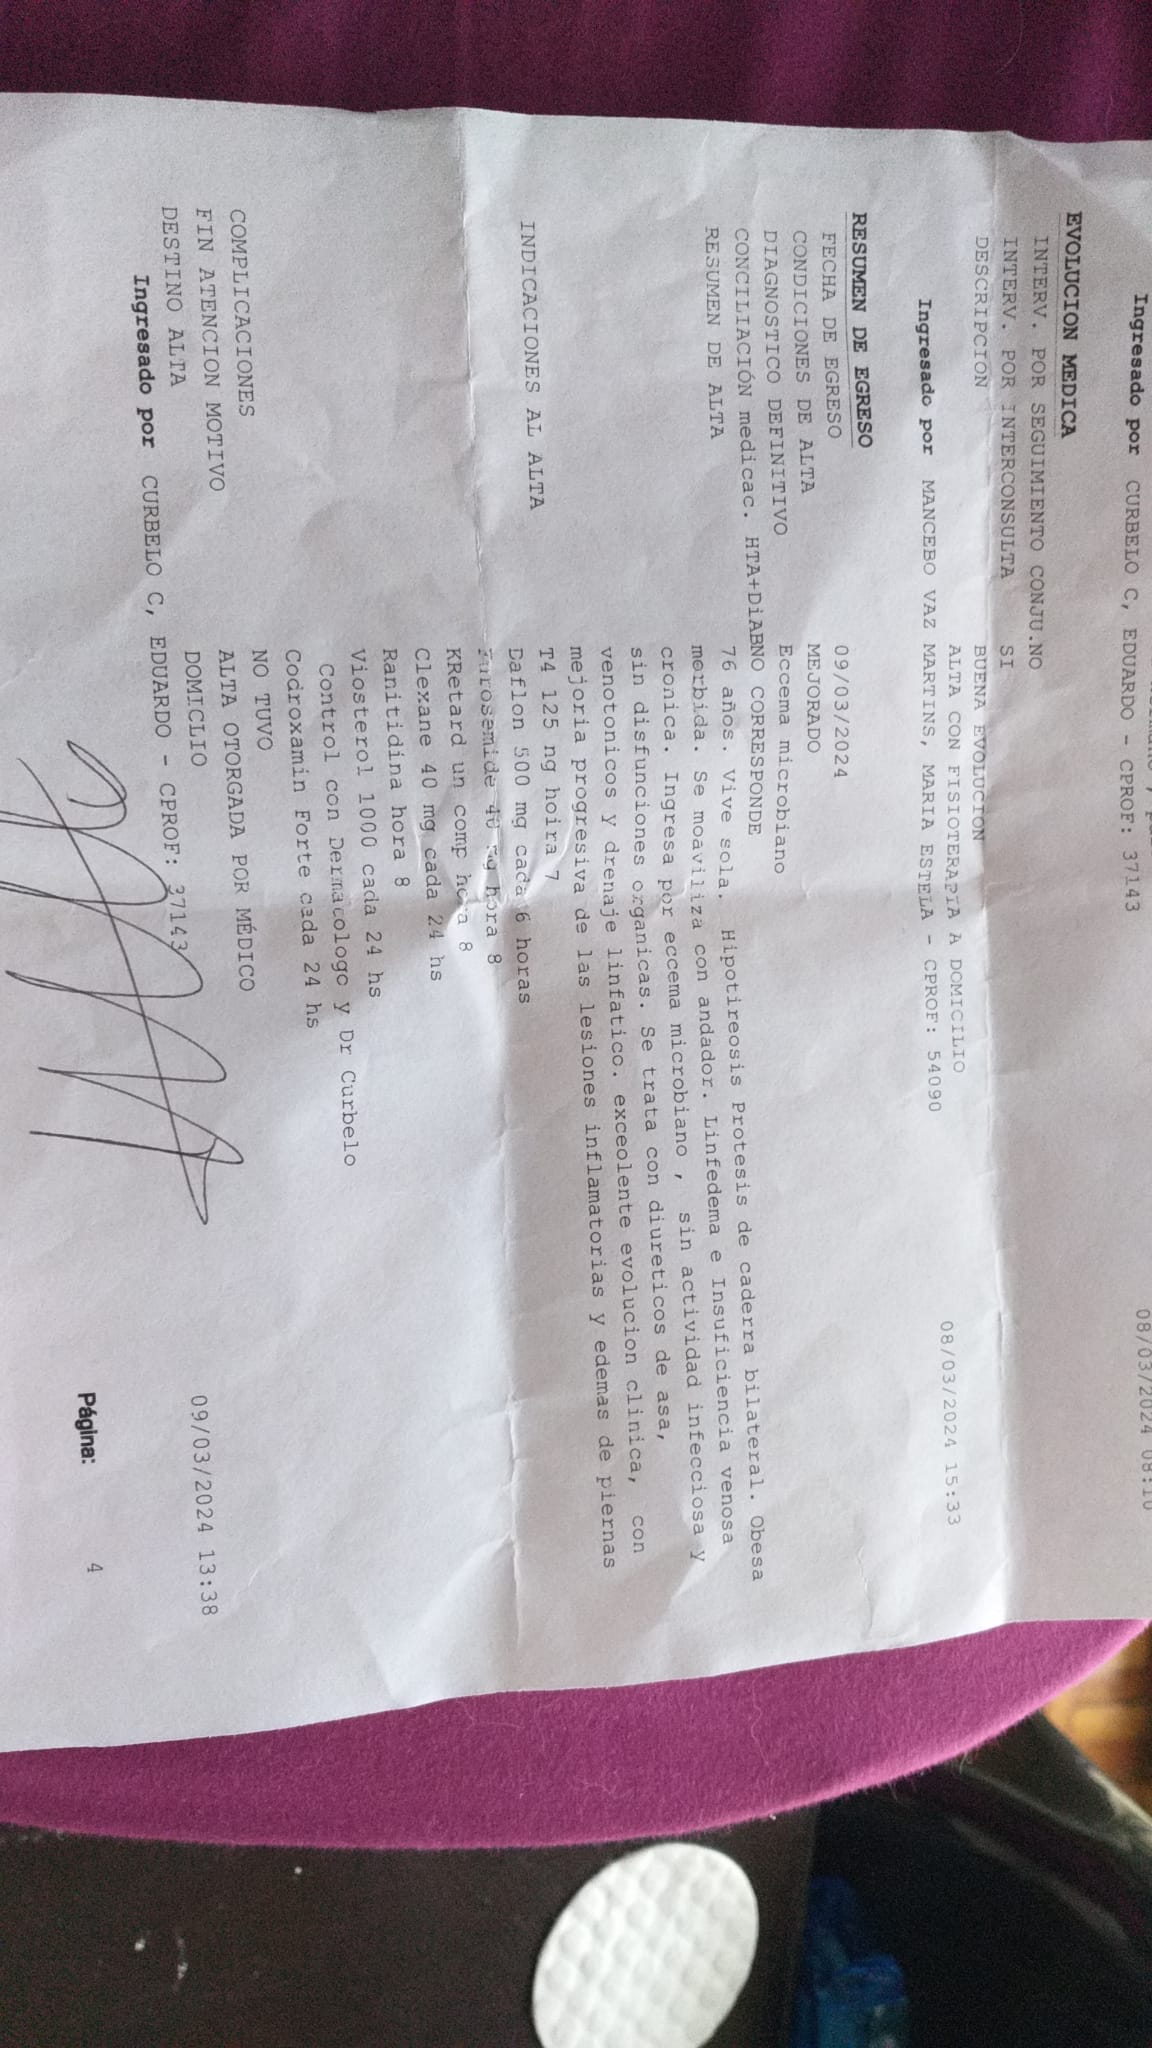 Ingresado por CURBELO C, EDUARDO - CPROF: 37143
08/03/2024 08:10
EVOLUCION MEDICA
INTERV. POR SEGUIMIENTO CONJU.NO
INTERV. POR INTERCONSULTA SI
DESCRIPCION BUENA EVOLUCION
ALTA CON FISIOTERAPIA A DOMICILIO
Ingresado por MANCEBO VAZ MARTINS, MARIA ESTELA - CPROF: 54090 08/03/2024 15:33
RESUMEN DE EGRESO
FECHA DE EGRESO 09/03/2024
CONDICIONES DE ALTA MEJORADO
DIAGNOSTICO DEFINITIVO Eccema microbiano
CONCILIACIÓN medicac. HTA+DiABNO CORRESPONDE
RESUMEN DE ALTA 76 años. Vive sola. Hipotireosis Protesis de caderra bilateral. Obesa
morbida. Se moaviliza con andador. Linfedema e Insuficiencia venosa
cronica. Ingresa por eccema microbiano , sin actividad infecciosa y
sin disfunciones organicas. Se trata con diureticos de asa,
venotonicos y drenaje linfatico. exceolente evolucion clinica, con
mejoria progresiva de las lesiones inflamatorias y edemas de piernas
INDICACIONES AL ALTA T4 125 ng hoira 7
Daflon 500 mg cada 6 horas
Furosemide 40 mg hora 8
KRetard un comp hora 8
Clexane 40 mg cada 24 hs
Ranitidina hora 8
Viosterol 1000 cada 24 hs
Control con Dermatologo y Dr Curbelo
Codroxamin Forte cada 24 hs
COMPLICACIONES NO TUVO
FIN ATENCION MOTIVO ALTA OTORGADA POR MÉDICO
DESTINO ALTA DOMICLIO
Ingresado por CURBELO C, EDUARDO - CPROF: 37143 09/03/2024 13:38
Página: 4